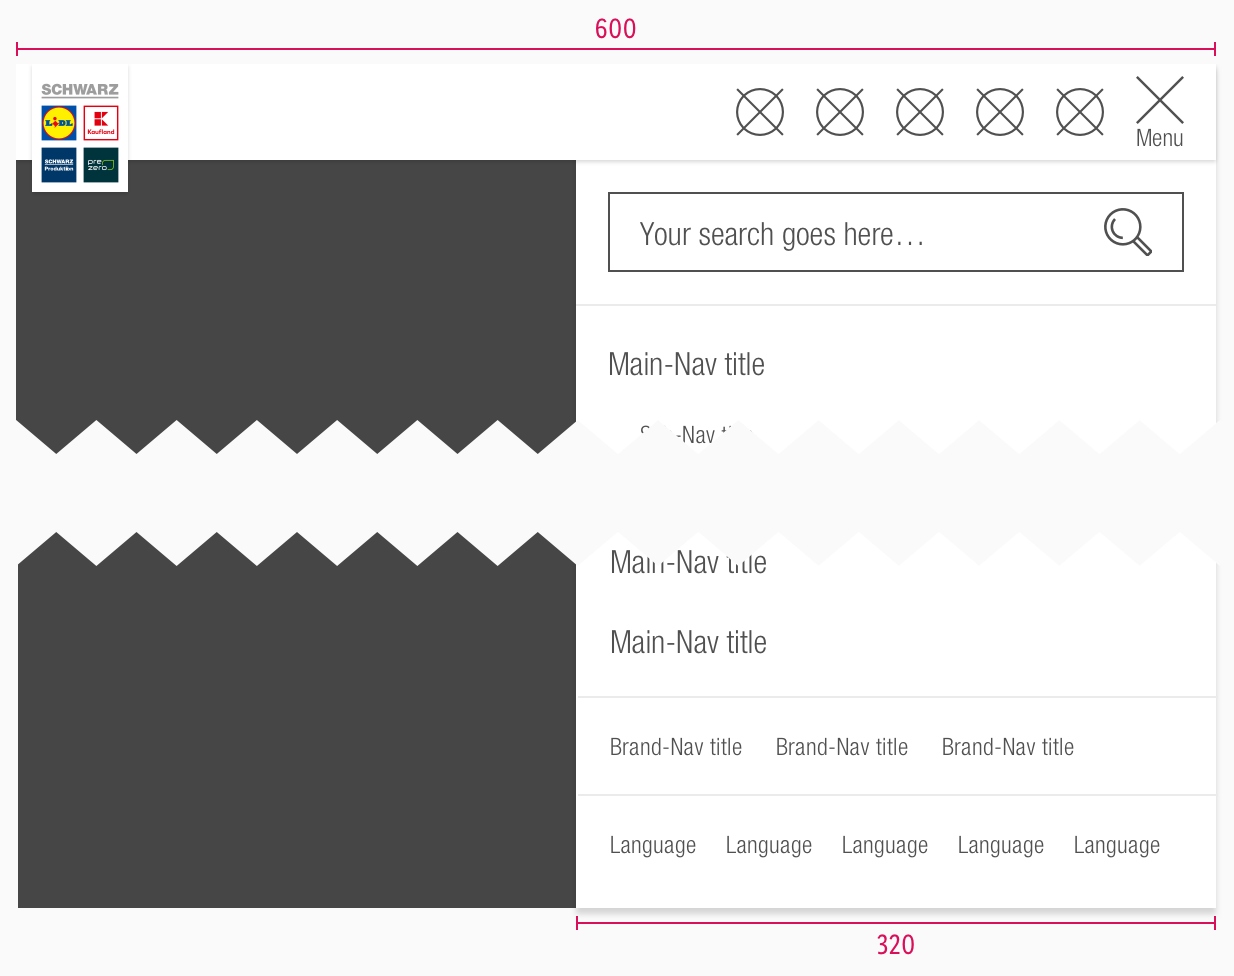 600
SCHWARZ
LiDL
K
Kaufland
SCHWARZ
Produktion
pre
zero
Menu
Your search goes here...
Main-Nav title
-Nav
Main-Nav title
Main-Nav title
Brand-Nav title Brand-Nav title Brand-Nav title
Language Language Language Language Language
320